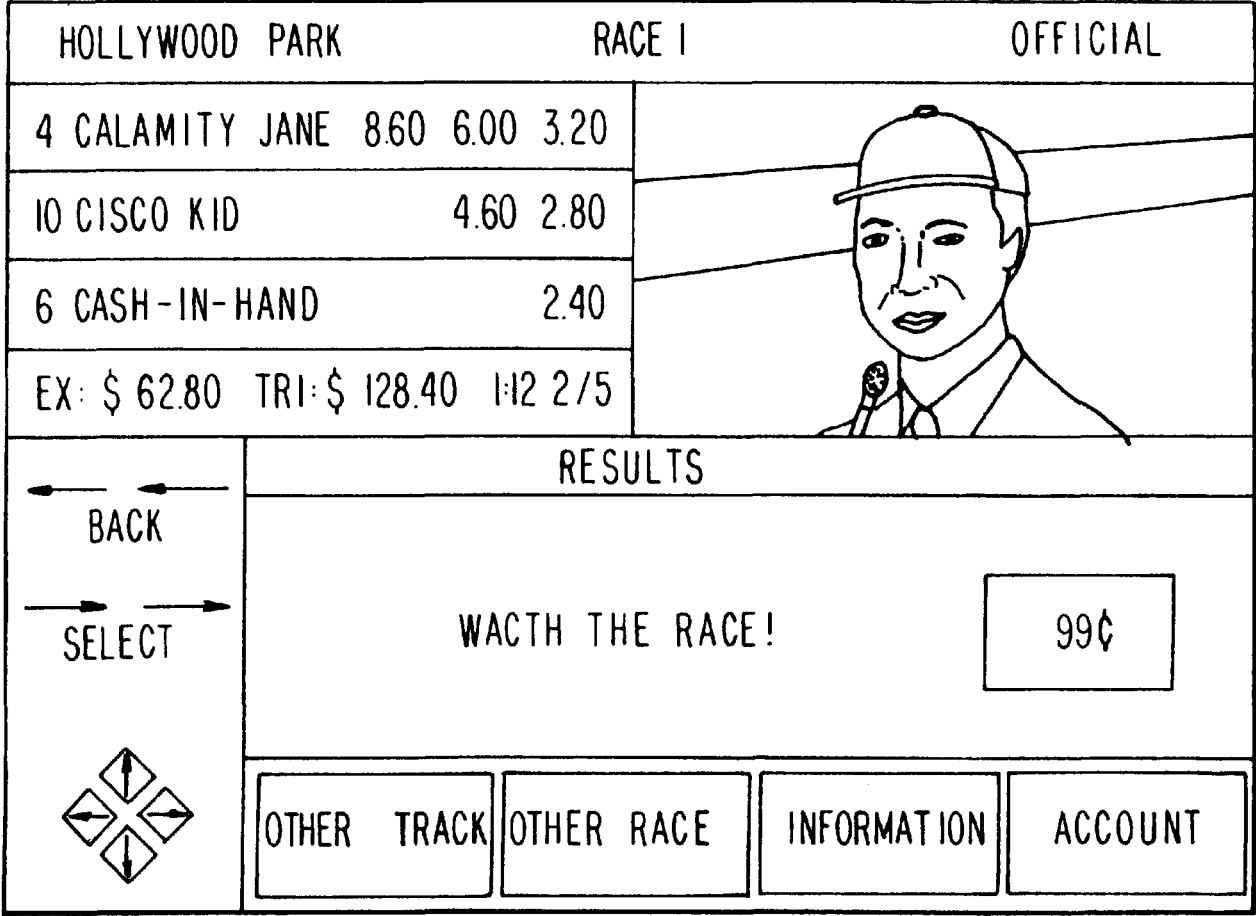 HOLLYWOOD PARK RACE 1 OFFICIAL
4 CALAMITY JANE 8.60 6.00 3.20
10 CISCO KID 4.60 2.80
6 CASH-IN-HAND 2.40
EX: $ 62.80 TRI: $ 128.40 1:12 2/5
RESULTS
BACK
SELECT
WACTH THE RACE! 99¢
OTHER TRACK OTHER RACE INFORMATION ACCOUNT